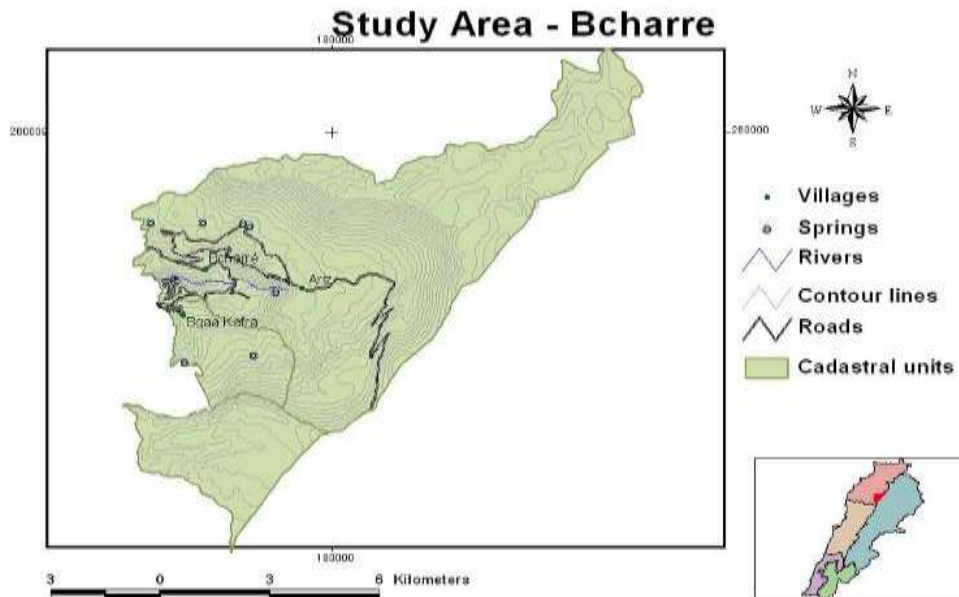 Study Area - Bcharre
180000
260000
260000
N
W E
S
Villages
Springs
Rivers
Contour lines
Roads
Cadastral units
Bcharré
Arz
Bqaa Kafra
180000
3 0 3 6 Kilometers